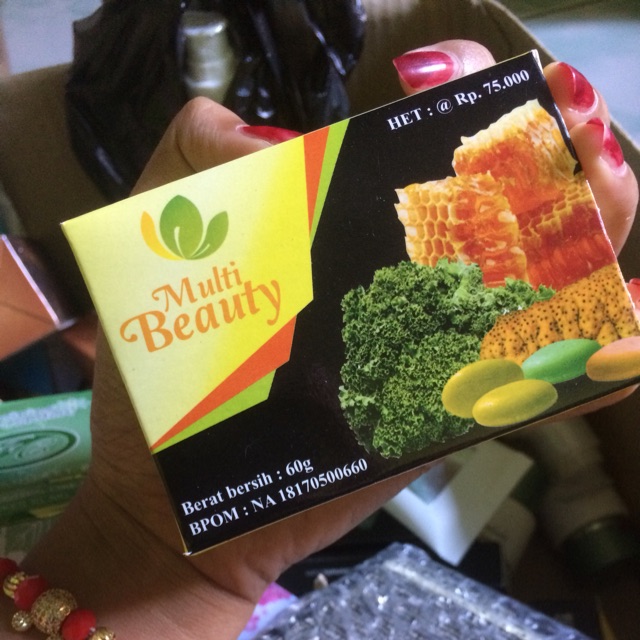 HET : @ Rp. 75.000
Multi
Beauty
Berat bersih : 60g
BPOM : NA 18170500660